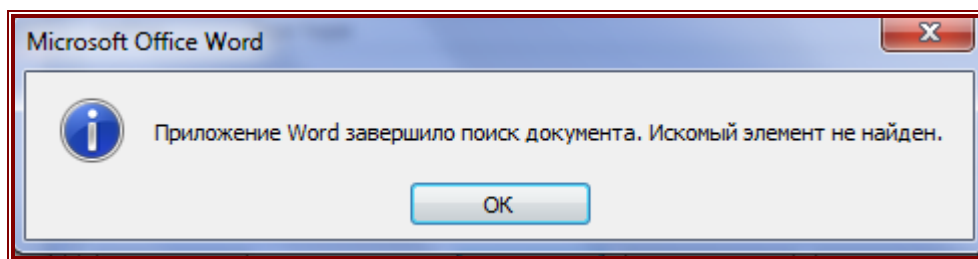 Microsoft Office Word
Приложение Word завершило поиск документа. Искомый элемент не найден.
ОК